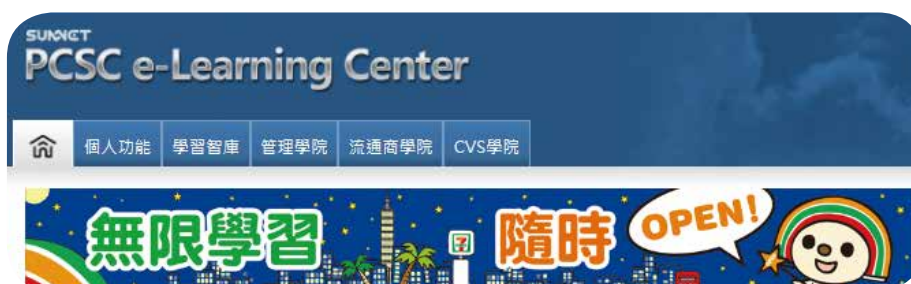 SUNNET
PCSC e-Learning Center
個人功能 學習智庫 管理學院 流通商學院 CVS學院
無限學習 隨時 OPEN!
7